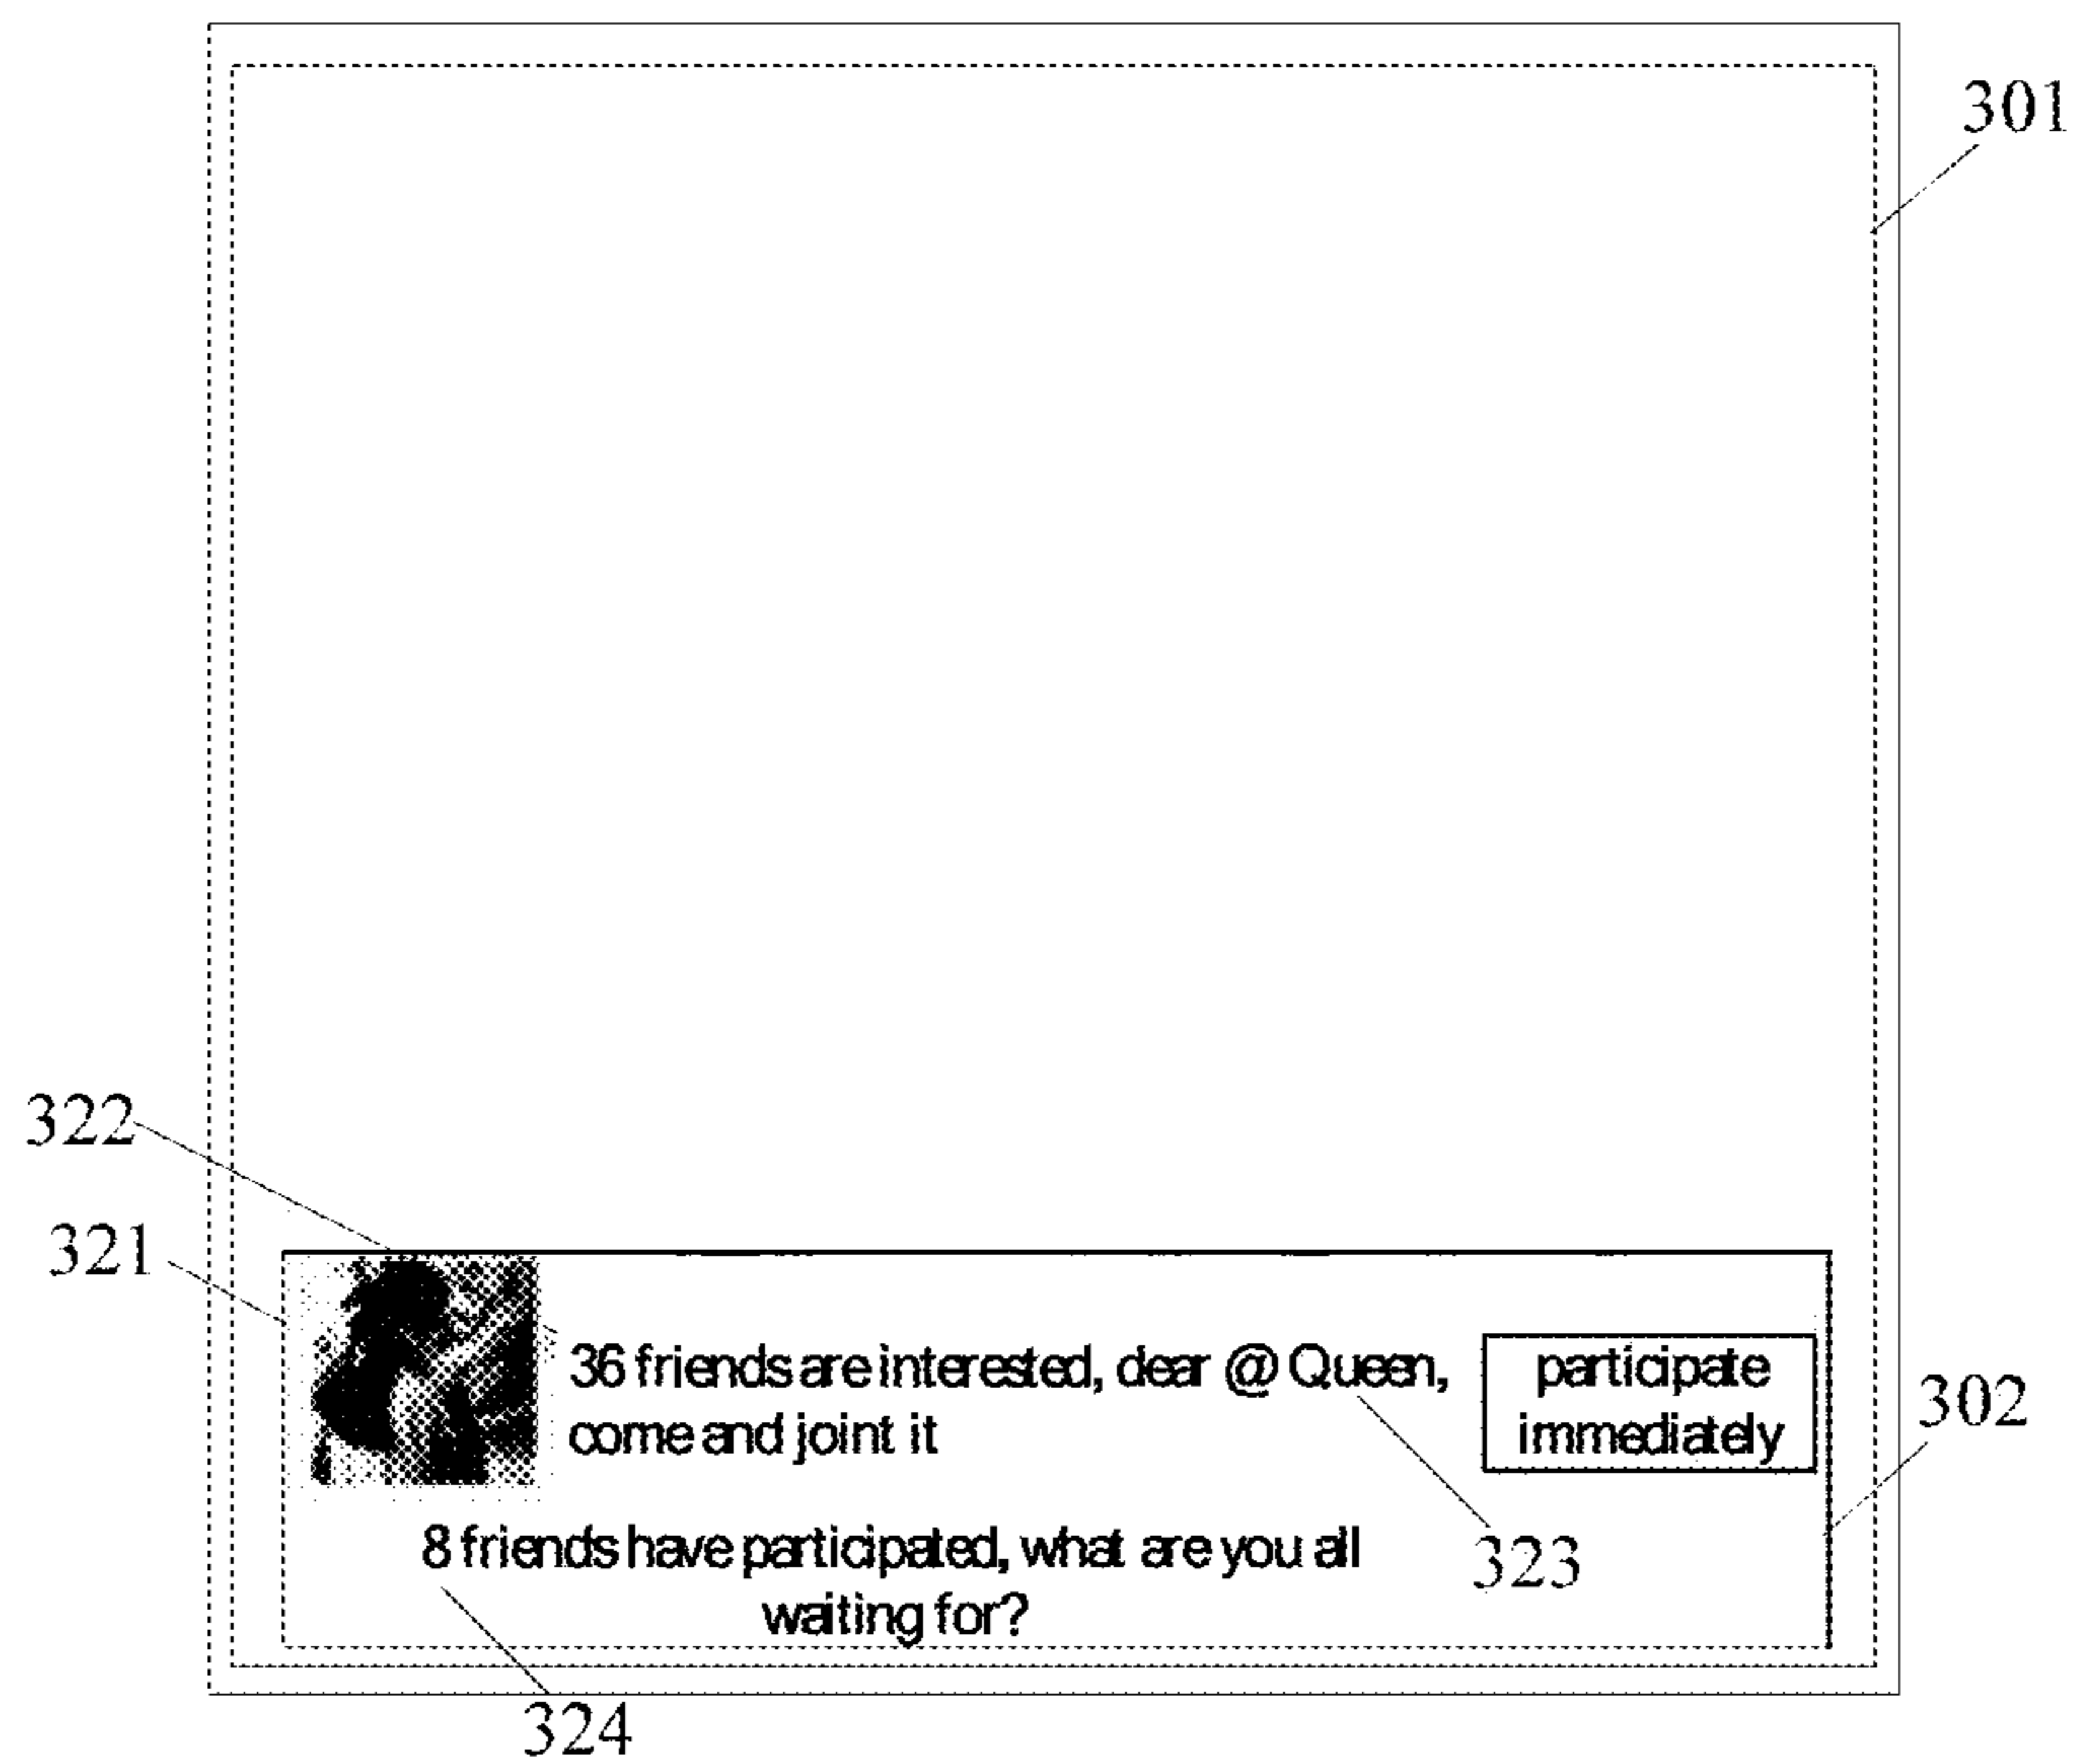 301
322
321
36 friends are interested, dear @ Queen,
come and joint it
participate
immediately
302
8 friends have participated, what are you all
waiting for?
323
324